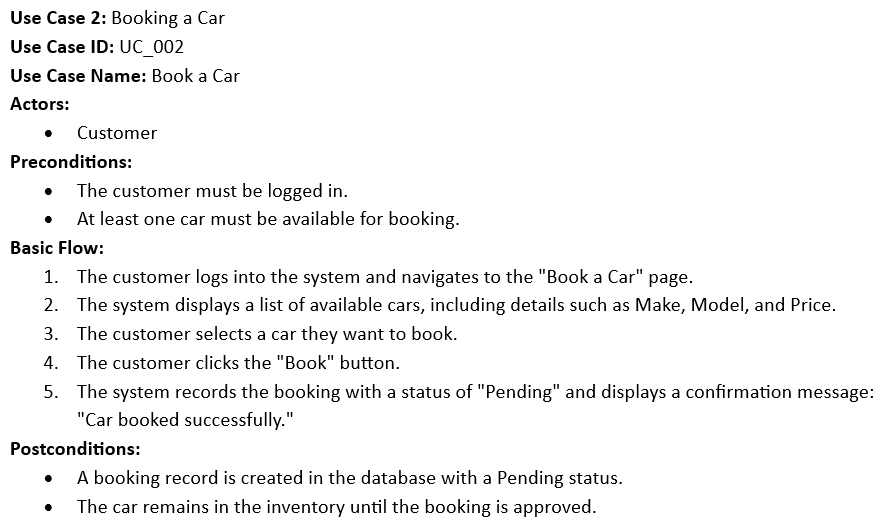 Use Case 2: Booking a Car
Use Case ID: UC_002
Use Case Name: Book a Car
Actors:
• Customer
Preconditions:
• The customer must be logged in.
• At least one car must be available for booking.
Basic Flow:
1. The customer logs into the system and navigates to the "Book a Car" page.
2. The system displays a list of available cars, including details such as Make, Model, and Price.
3. The customer selects a car they want to book.
4. The customer clicks the "Book" button.
5. The system records the booking with a status of "Pending" and displays a confirmation message:
"Car booked successfully."
Postconditions:
• A booking record is created in the database with a Pending status.
• The car remains in the inventory until the booking is approved.